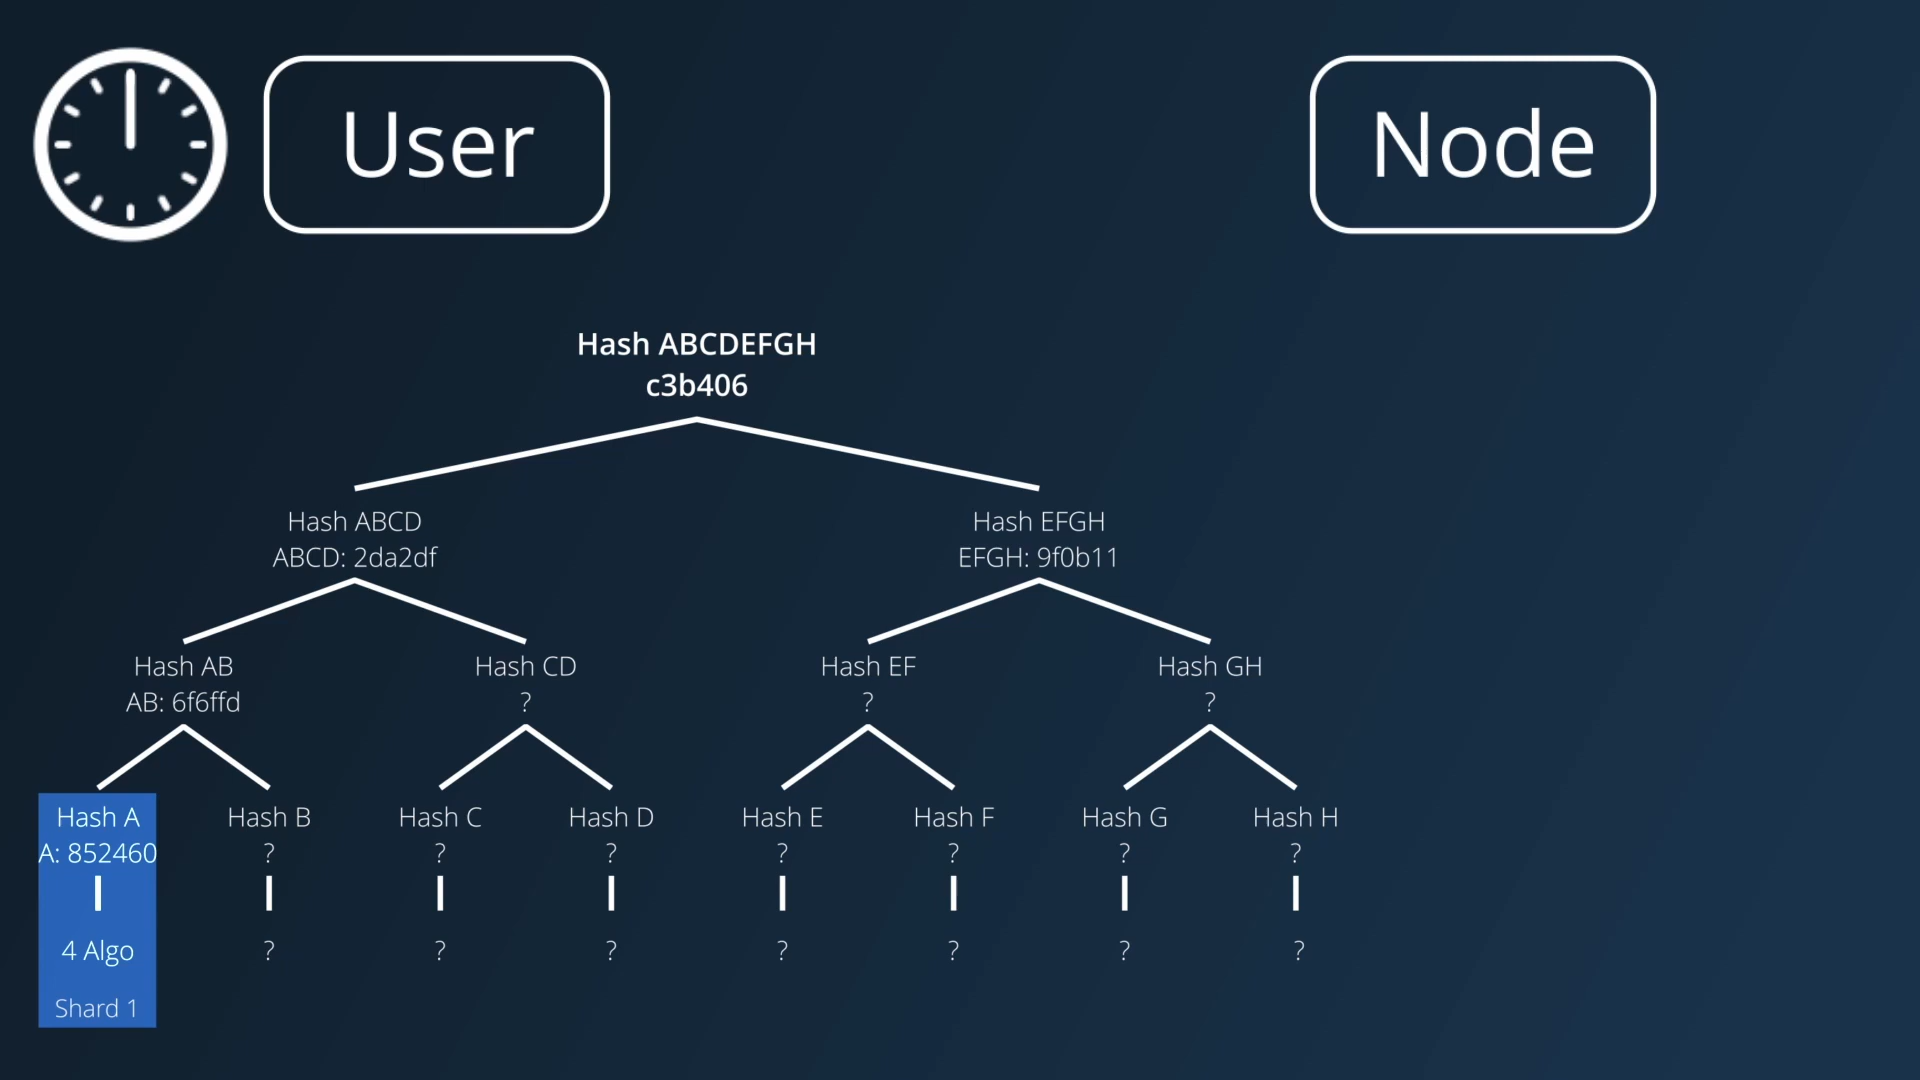 User
Node
Hash ABCDEFGH
c3b406
Hash ABCD
ABCD: 2da2df
Hash EFGH
EFGH: 9f0b11
Hash AB
AB: 6f6ffd
Hash CD
?
Hash EF
?
Hash GH
?
Hash A
A: 852460
4 Algo
Shard 1
Hash B
?
?
Hash C
?
?
Hash D
?
?
Hash E
?
?
Hash F
?
?
Hash G
?
?
Hash H
?
?